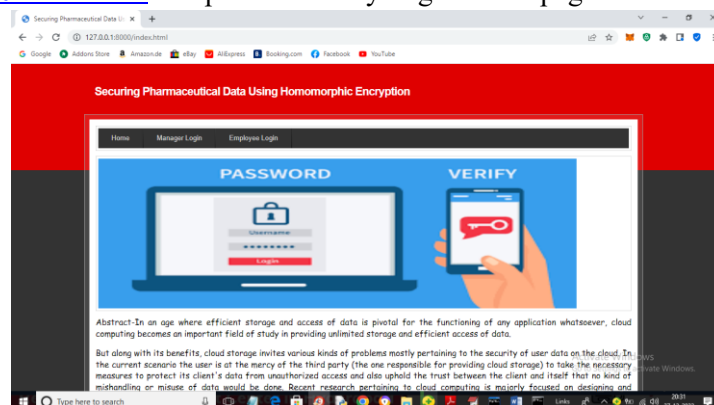 Securing Pharmaceutical Data U
127.0.0.1:8000/index.html
Google Addons Store Amazon.de eBay AliExpress Booking.com Facebook YouTube
Securing Pharmaceutical Data Using Homomorphic Encryption
Home Manager Login Employee Login
PASSWORD VERIFY
Username
********
Login
Abstract-In an age where efficient storage and access of data is pivotal for the functioning of any application whatsoever, cloud
computing becomes an important field of study in providing unlimited storage and efficient access of data.
But along with its benefits, cloud storage invites various kinds of problems mostly pertaining to the security of user data on the cloud. In
the current scenario the user is at the mercy of the third party (the one responsible for providing cloud storage) to take the necessary
measures to protect its client's data from unauthorized access and also uphold the trust between the client and itself that no kind of
mishandling or misuse of data would be done. Recent research pertaining to cloud computing is majorly focused on designing and
Activate Windows
Activate Windows.
Type here to search
Links
20:31